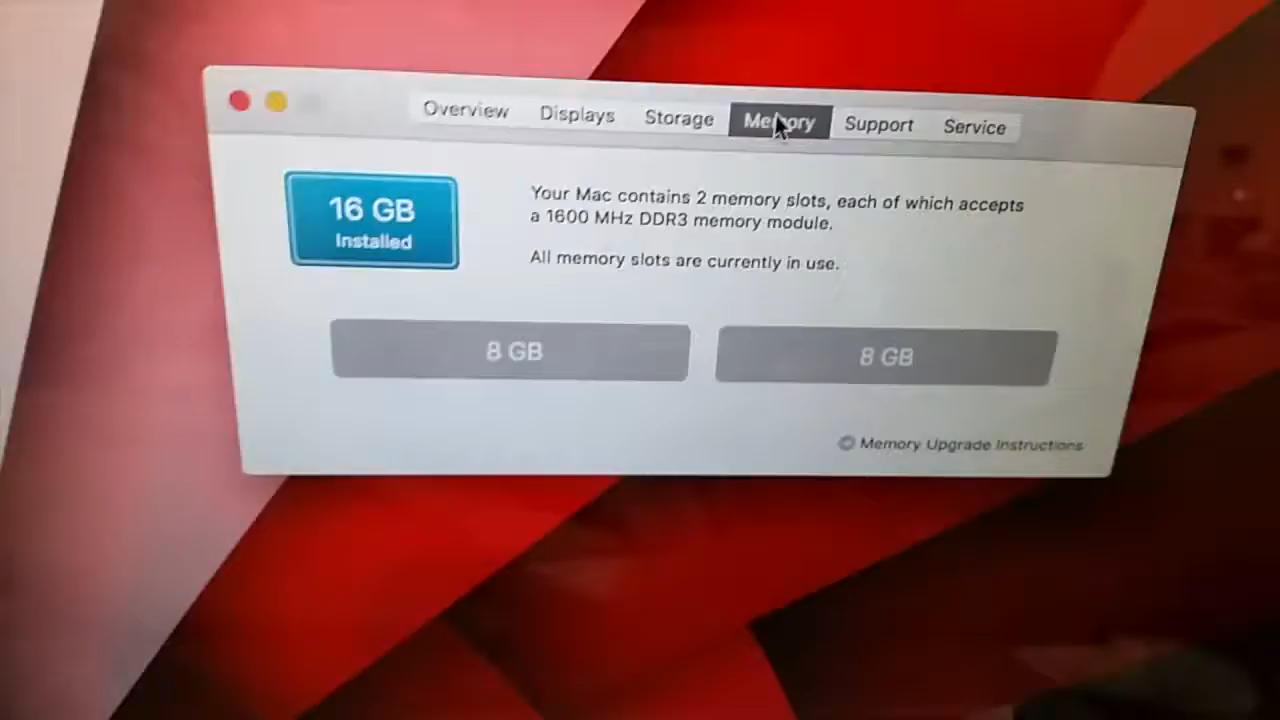 Overview Displays Storage Memory Support Service
16 GB
Installed
Your Mac contains 2 memory slots, each of which accepts
a 1600 MHz DDR3 memory module.
All memory slots are currently in use.
8 GB 8 GB
Memory Upgrade Instructions